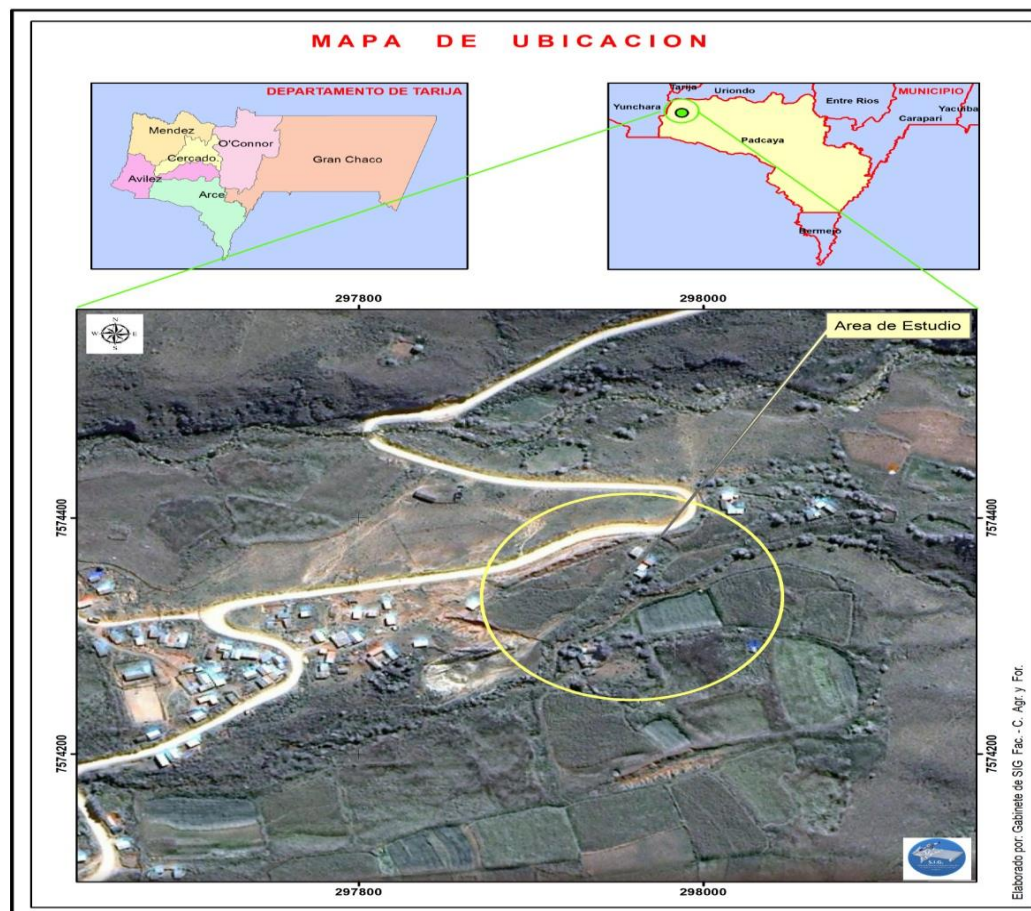 MAPA DE UBICACION
DEPARTAMENTO DE TARIJA
Mendez
O'Connor
Cercado
Gran Chaco
Avilez
Arce
Tarija
Uriondo
MUNICIPIO
Yunchara
Entre Rios
Yacuiba
Carapari
Padcaya
Bermejo
297800
298000
N
W
E
S
Area de Estudio
7574400
7574400
7574200
7574200
297800
298000
Elaborado por: Gabinete de SIG Fac. - C. Agr. y For.